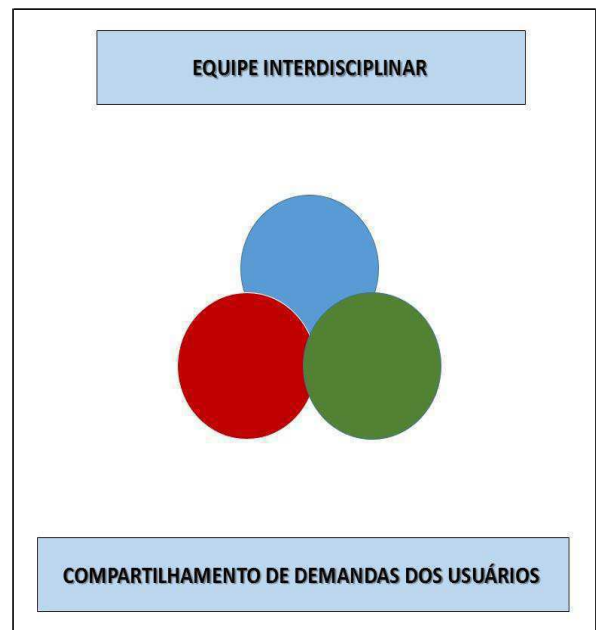 EQUIPE INTERDISCIPLINAR
COMPARTILHAMENTO DE DEMANDAS DOS USUÁRIOS